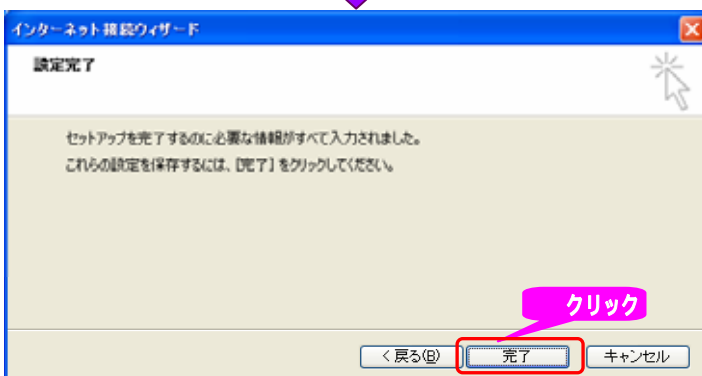 インターネット接続ウィザード
設定完了
セットアップを完了するのに必要な情報がすべて入力されました。
これらの設定を保存するには、[完了] をクリックしてください。
クリック
< 戻る(B)
完了
キャンセル